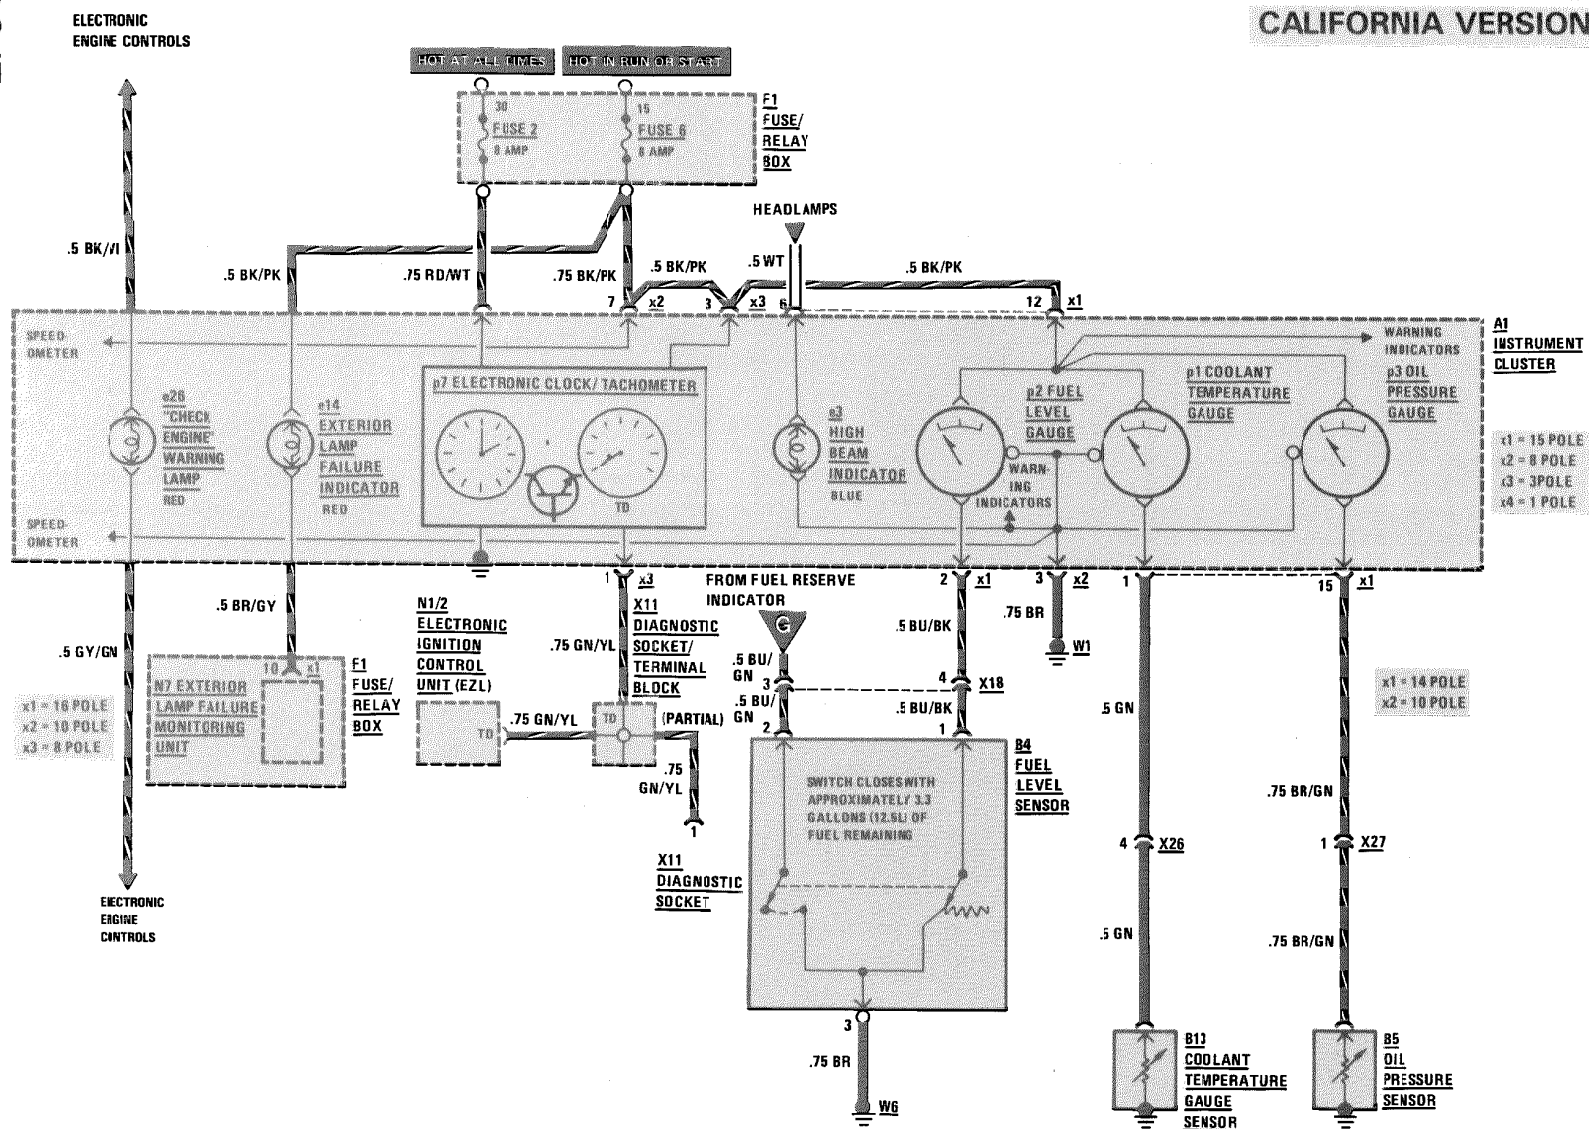 ELECTRONIC
ENGINE CONTROLS
CALIFORNIA VERSION
HOT AT ALL TIMES
HOT IN RUN OR START
30
FUSE 2
8 AMP
15
FUSE 6
8 AMP
F1
FUSE/
RELAY
BOX
HEADLAMPS
.5 BK/VI
.5 BK/PK
.75 RD/WT
.75 BK/PK
.5 BK/PK
.5 WT
.5 BK/PK
7
x2
3
x3
6
12
x1
SPEED-
OMETER
WARNING
INDICATORS
A1
INSTRUMENT
CLUSTER
e26
"CHECK
ENGINE"
WARNING
LAMP
RED
e14
EXTERIOR
LAMP
FAILURE
INDICATOR
RED
p7 ELECTRONIC CLOCK/TACHOMETER
TD
e3
HIGH
BEAM
INDICATOR
BLUE
p2 FUEL
LEVEL
GAUGE
WARN-
ING
INDICATORS
p1 COOLANT
TEMPERATURE
GAUGE
p3 OIL
PRESSURE
GAUGE
x1 = 15 POLE
x2 = 8 POLE
x3 = 3POLE
x4 = 1 POLE
SPEED-
OMETER
1
x3
FROM FUEL RESERVE
INDICATOR
G
2
x1
3
x2
1
15
x1
.5 BR/GY
.5 GY/GN
N1/2
ELECTRONIC
IGNITION
CONTROL
UNIT (EZL)
.75 GN/YL
X11
DIAGNOSTIC
SOCKET/
TERMINAL
BLOCK
.5 BU/
GN
3
.5 BU/
GN
2
.5 BU/BK
4
X18
.5 BU/BK
1
.75 BR
W1
10
x1
N7 EXTERIOR
LAMP FAILURE
MONITORING
UNIT
F1
FUSE/
RELAY
BOX
x1 = 16 POLE
x2 = 10 POLE
x3 = 8 POLE
TD
.75 GN/YL
TD
(PARTIAL)
.75
GN/YL
1
X11
DIAGNOSTIC
SOCKET
SWITCH CLOSES WITH
APPROXIMATELY 3.3
GALLONS (12.5L) OF
FUEL REMAINING
B4
FUEL
LEVEL
SENSOR
.5 GN
x1 = 14 POLE
x2 = 10 POLE
.75 BR/GN
4
X26
1
X27
.5 GN
.75 BR/GN
ELECTRONIC
ENGINE
CONTROLS
3
.75 BR
W6
B13
COOLANT
TEMPERATURE
GAUGE
SENSOR
B5
OIL
PRESSURE
SENSOR